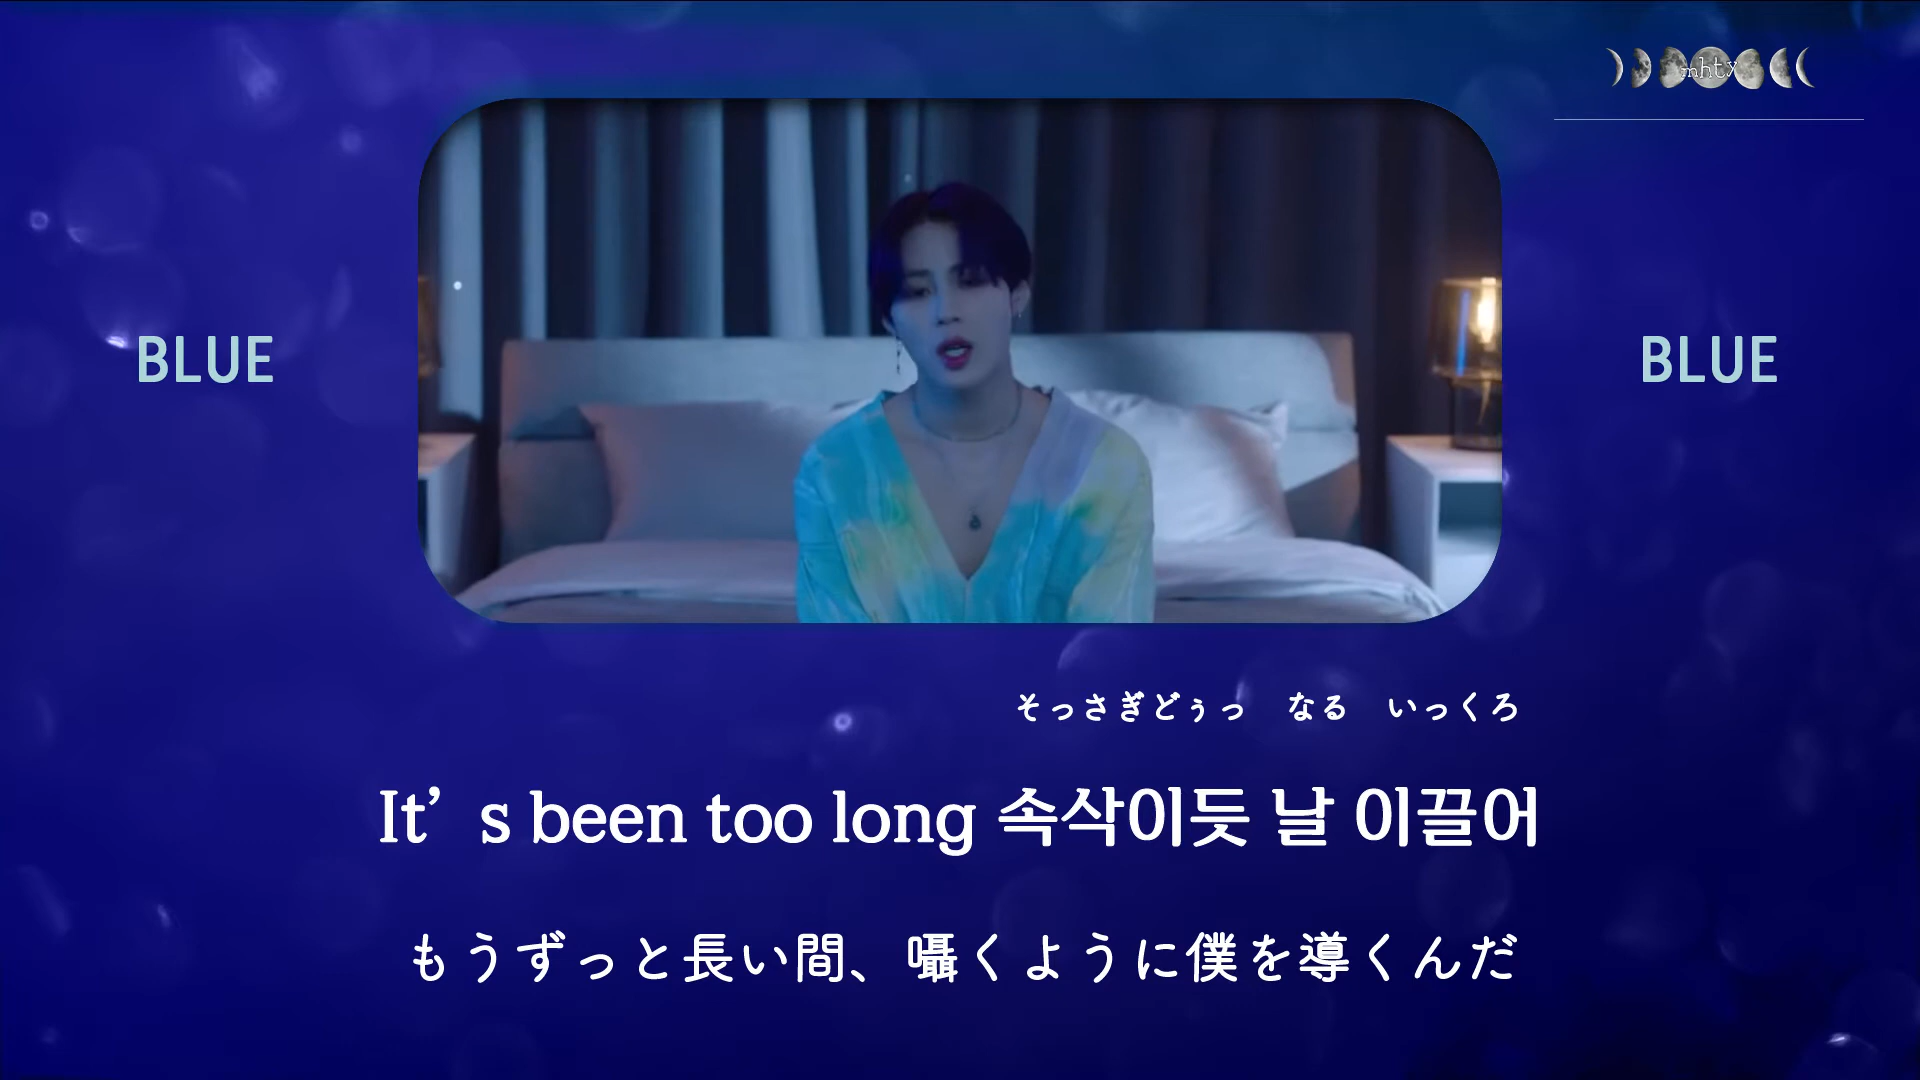 mhty
BLUE
BLUE
そっさぎどぅっ　なる　いっくろ
It’s been too long 속삭이듯 날 이끌어
もうずっと長い間、囁くように僕を導くんだ